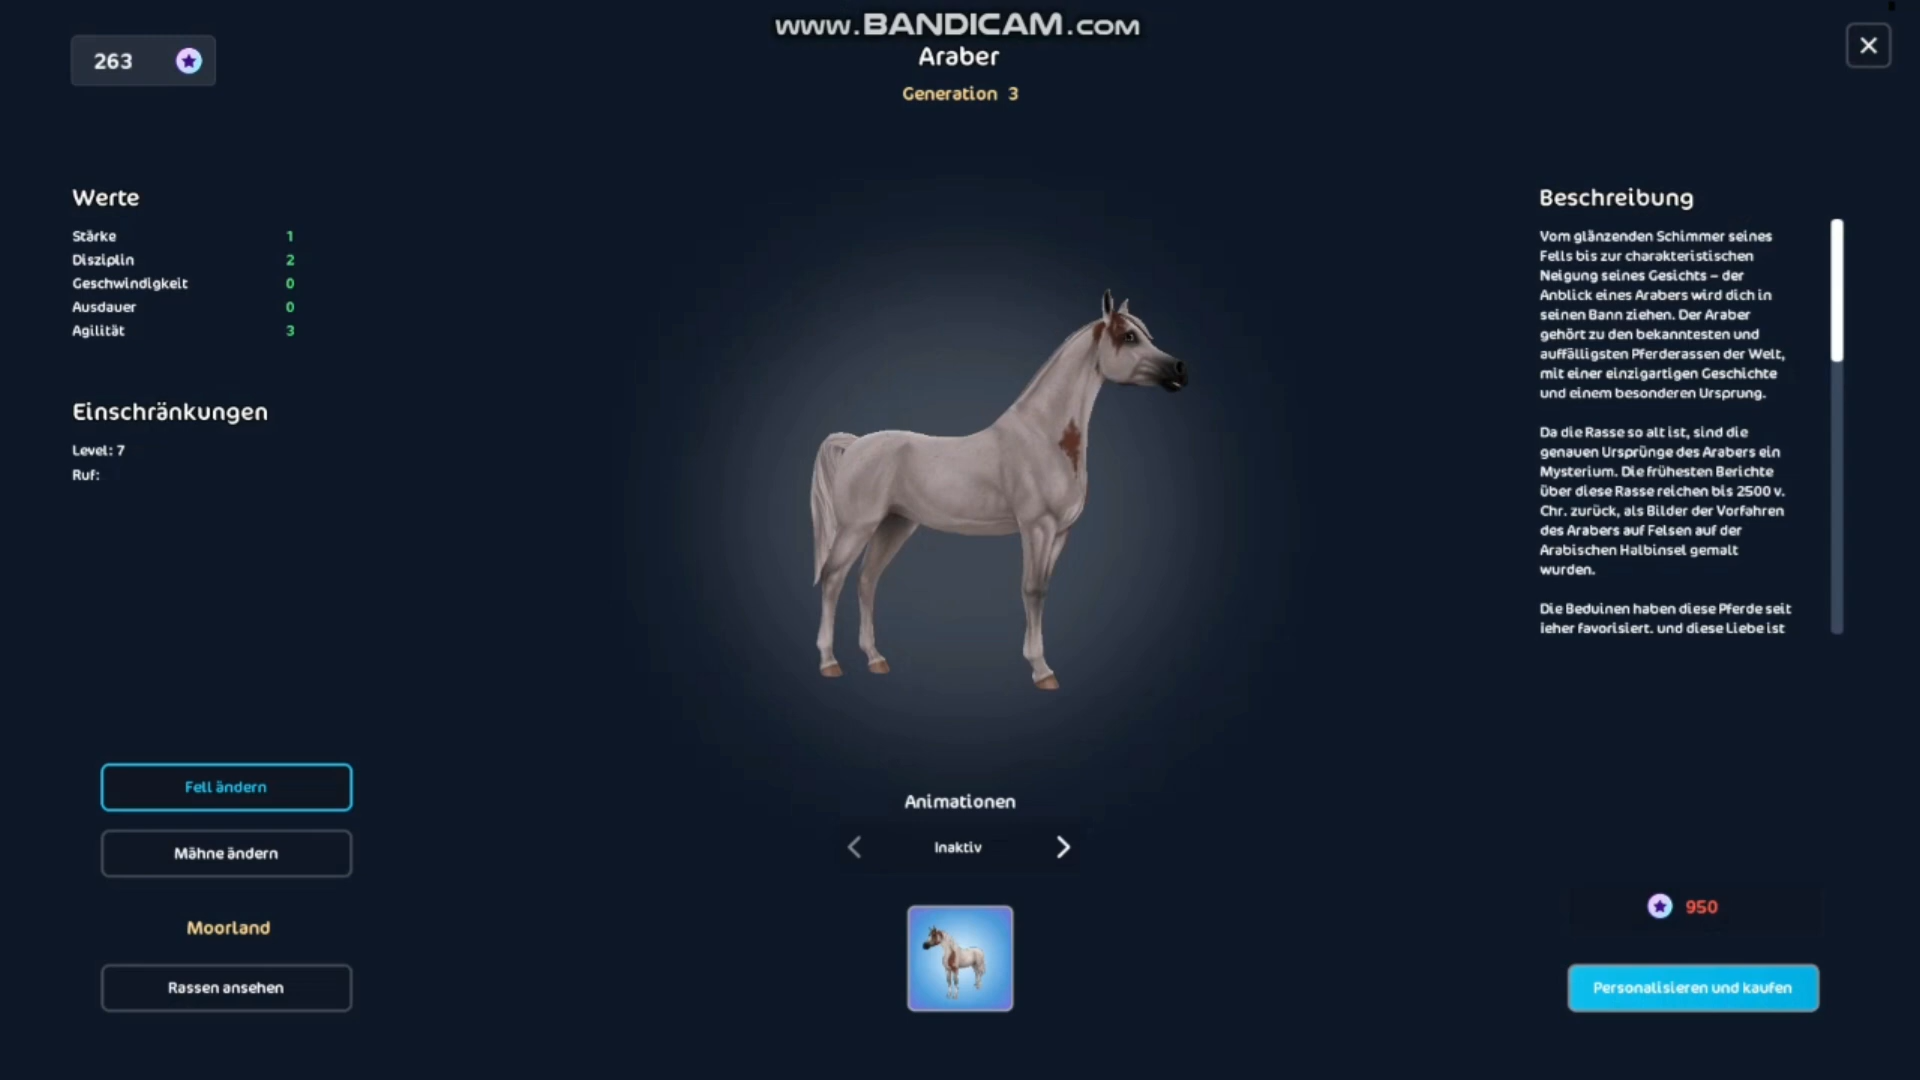 www.BANDICAM.com
263
Araber
Generation 3
Werte
Stärke 1
Disziplin 2
Geschwindigkeit 0
Ausdauer 0
Agilität 3
Einschränkungen
Level: 7
Ruf:
Beschreibung
Vom glänzenden Schimmer seines
Fells bis zur charakteristischen
Neigung seines Gesichts – der
Anblick eines Arabers wird dich in
seinen Bann ziehen. Der Araber
gehört zu den bekanntesten und
auffälligsten Pferderassen der Welt,
mit einer einzigartigen Geschichte
und einem besonderen Ursprung.
Da die Rasse so alt ist, sind die
genauen Ursprünge des Arabers ein
Mysterium. Die frühesten Berichte
über diese Rasse reichen bis 2500 v.
Chr. zurück, als Bilder der Vorfahren
des Arabers auf Felsen auf der
Arabischen Halbinsel gemalt
wurden.
Die Beduinen haben diese Pferde seit
jeher favorisiert, und diese Liebe ist
Fell ändern
Mähne ändern
Moorland
Rassen ansehen
Animationen
Inaktiv
950
Personalisieren und kaufen